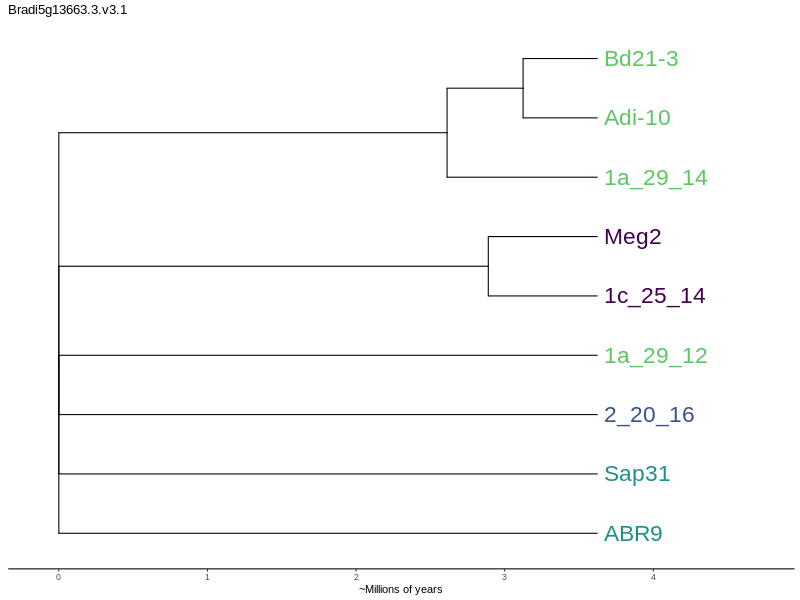 Bradi5g13663.3.v3.1
Bd21-3
Adi-10
1a_29_14
Meg2
1c_25_14
1a_29_12
2_20_16
Sap31
ABR9
0 1 2 3 4
~Millions of years